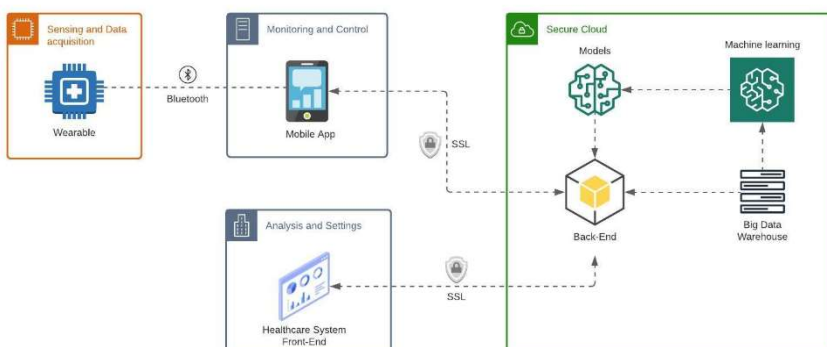 Sensing and Data
acquisition
Wearable
Bluetooth
Monitoring and Control
Mobile App
SSL
Analysis and Settings
Healthcare System
Front-End
SSL
Secure Cloud
Models
Machine learning
Back-End
Big Data
Warehouse